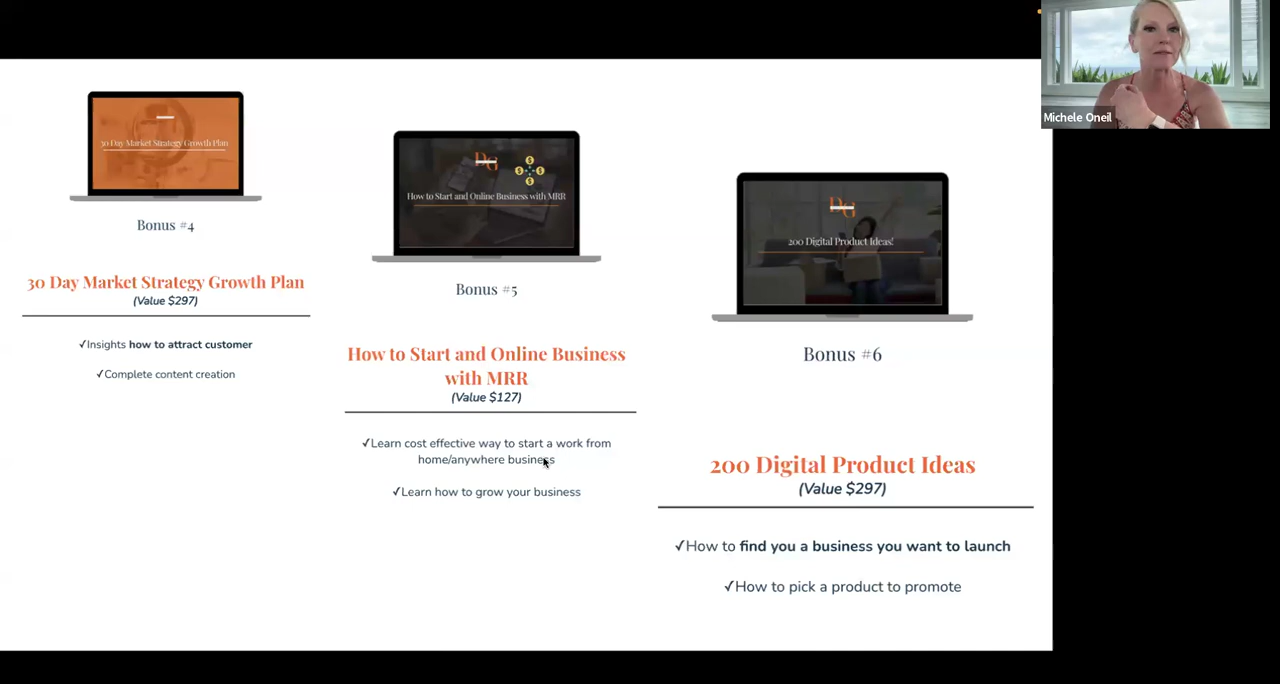 Michele Oneil
30 Day Market Strategy Growth Plan
Bonus #4
30 Day Market Strategy Growth Plan
(Value $297)
✓Insights how to attract customer
✓Complete content creation
DG
How to Start and Online Business with MRR
Bonus #5
How to Start and Online Business
with MRR
(Value $127)
✓Learn cost effective way to start a work from
home/anywhere business
✓Learn how to grow your business
DG
200 Digital Product Ideas!
Bonus #6
200 Digital Product Ideas
(Value $297)
✓How to find you a business you want to launch
✓How to pick a product to promote